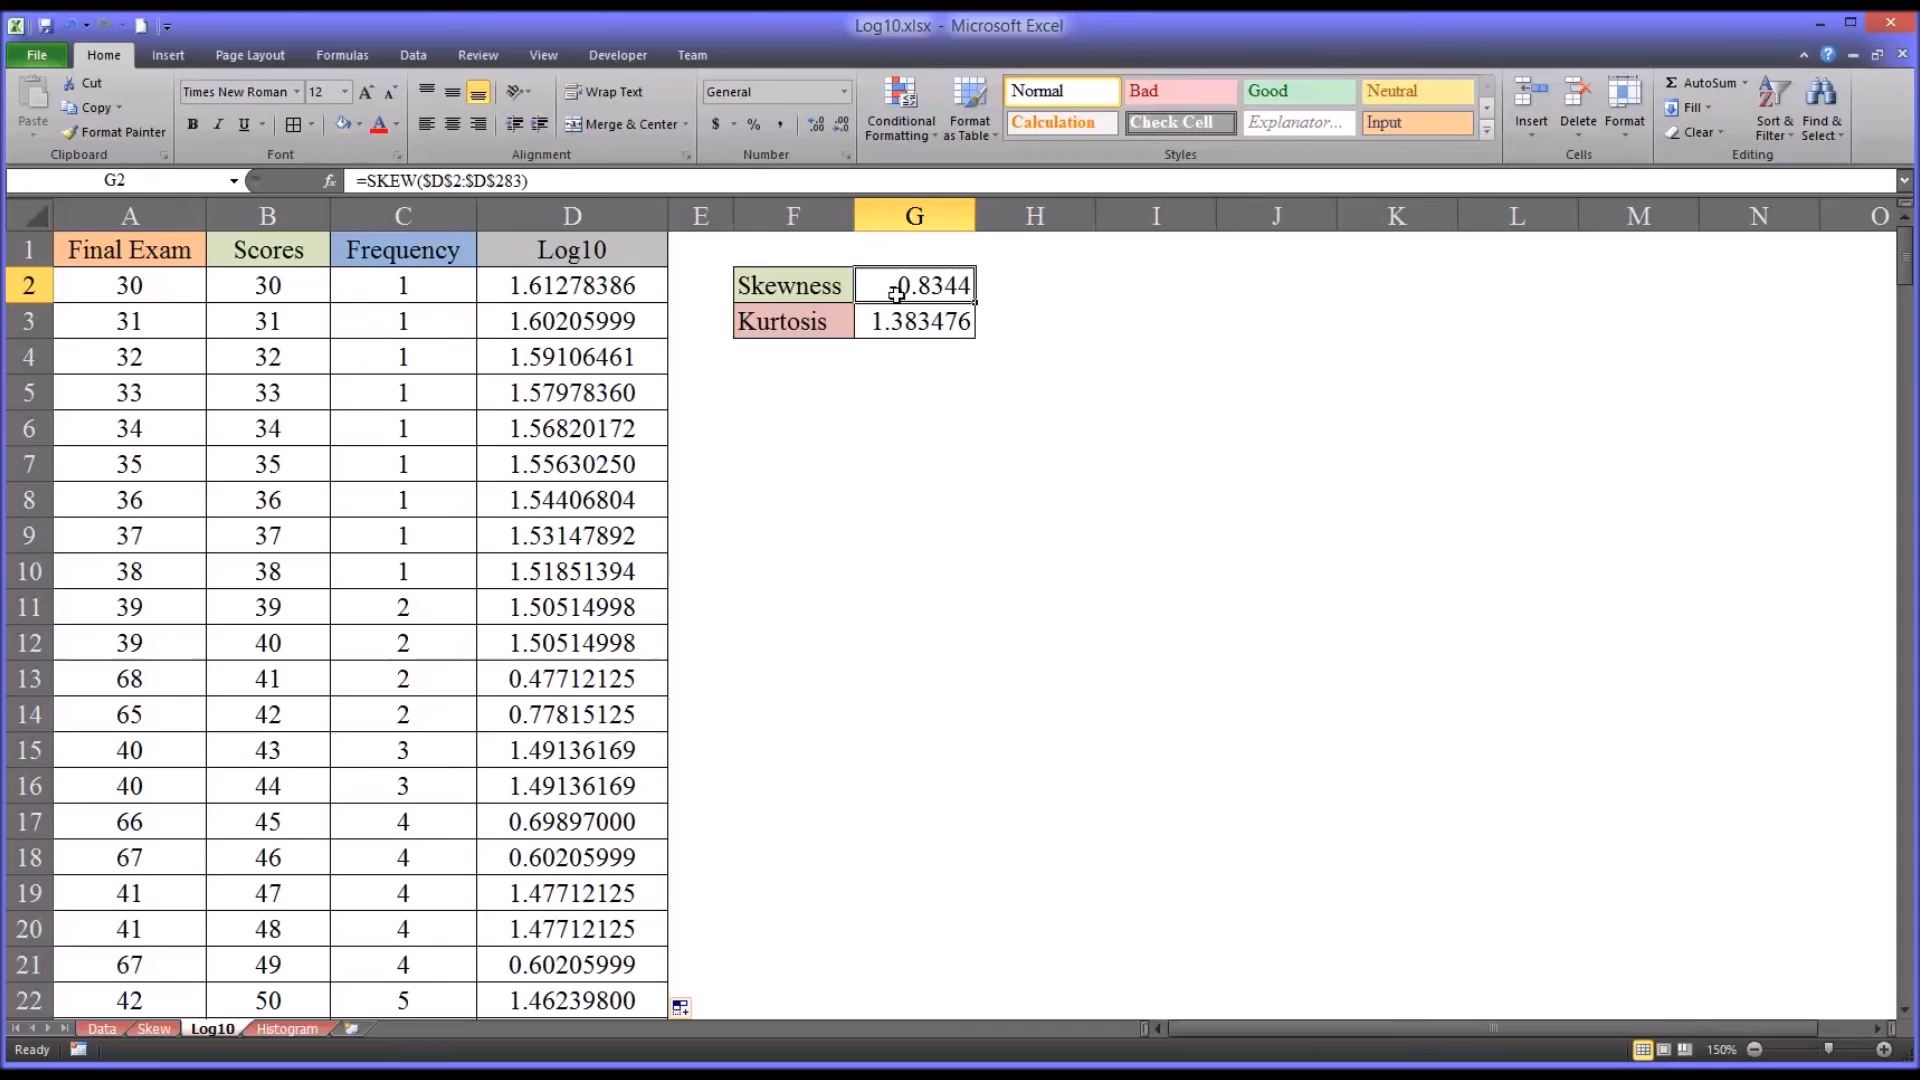 Log10.xlsx - Microsoft Excel
File Home Insert Page Layout Formulas Data Review View Developer Team
Cut
Copy
Format Painter
Paste
Clipboard
Times New Roman 12
B I U
Font
Wrap Text
Merge & Center
Alignment
General
$ %
Number
Conditional Formatting
Format as Table
Normal Bad Good Neutral
Calculation Check Cell Explanator... Input
Styles
Insert Delete Format
Cells
AutoSum
Fill
Clear
Sort & Filter
Find & Select
Editing
G2 fx =SKEW($D$2:$D$283)
A B C D E F G H I J K L M N O
1 Final Exam Scores Frequency Log10
2 30 30 1 1.61278386 Skewness 0.8344
3 31 31 1 1.60205999 Kurtosis 1.383476
4 32 32 1 1.59106461
5 33 33 1 1.57978360
6 34 34 1 1.56820172
7 35 35 1 1.55630250
8 36 36 1 1.54406804
9 37 37 1 1.53147892
10 38 38 1 1.51851394
11 39 39 2 1.50514998
12 39 40 2 1.50514998
13 68 41 2 0.47712125
14 65 42 2 0.77815125
15 40 43 3 1.49136169
16 40 44 3 1.49136169
17 66 45 4 0.69897000
18 67 46 4 0.60205999
19 41 47 4 1.47712125
20 41 48 4 1.47712125
21 67 49 4 0.60205999
22 42 50 5 1.46239800
Data Skew Log10 Histogram
Ready 150%